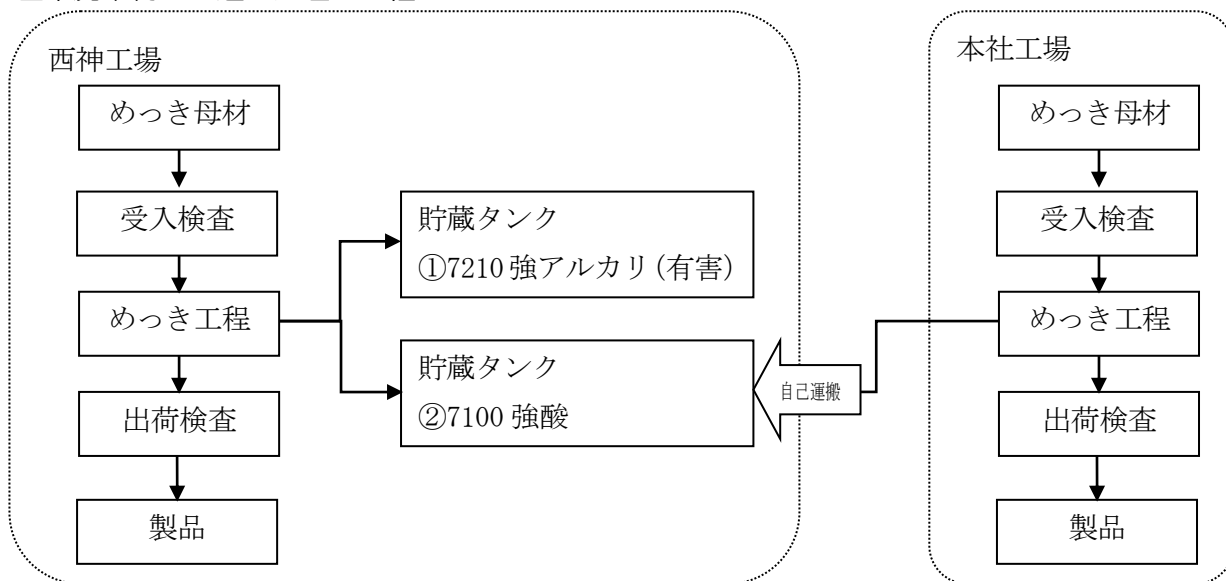 西神工場
めっき母材
受入検査
めっき工程
出荷検査
製品
貯蔵タンク
①7210 強アルカリ(有害)
貯蔵タンク
②7100 強酸
自己運搬
本社工場
めっき母材
受入検査
めっき工程
出荷検査
製品